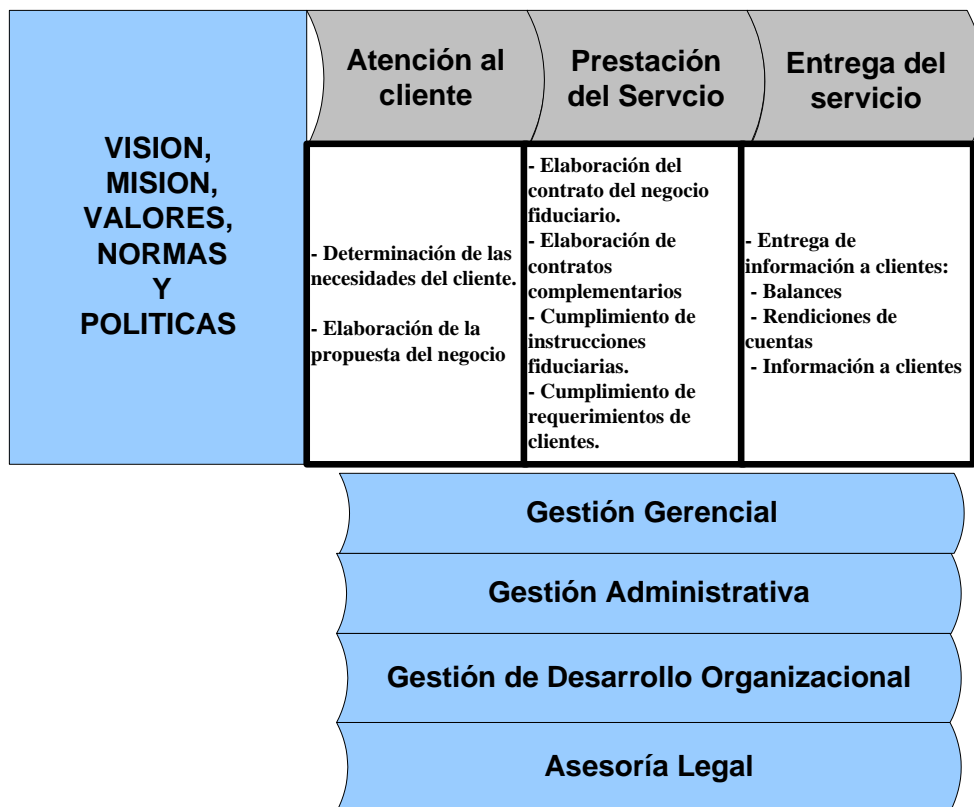 VISION,
MISION,
VALORES,
NORMAS
Y
POLITICAS
Atención al
cliente
Prestación
del Servcio
Entrega del
servicio
- Determinación de las
necesidades del cliente.
- Elaboración de la
propuesta del negocio
- Elaboración del
contrato del negocio
fiduciario.
- Elaboración de
contratos
complementarios
- Cumplimiento de
instrucciones
fiduciarias.
- Cumplimiento de
requerimientos de
clientes.
- Entrega de
información a clientes:
- Balances
- Rendiciones de
cuentas
- Información a clientes
Gestión Gerencial
Gestión Administrativa
Gestión de Desarrollo Organizacional
Asesoría Legal